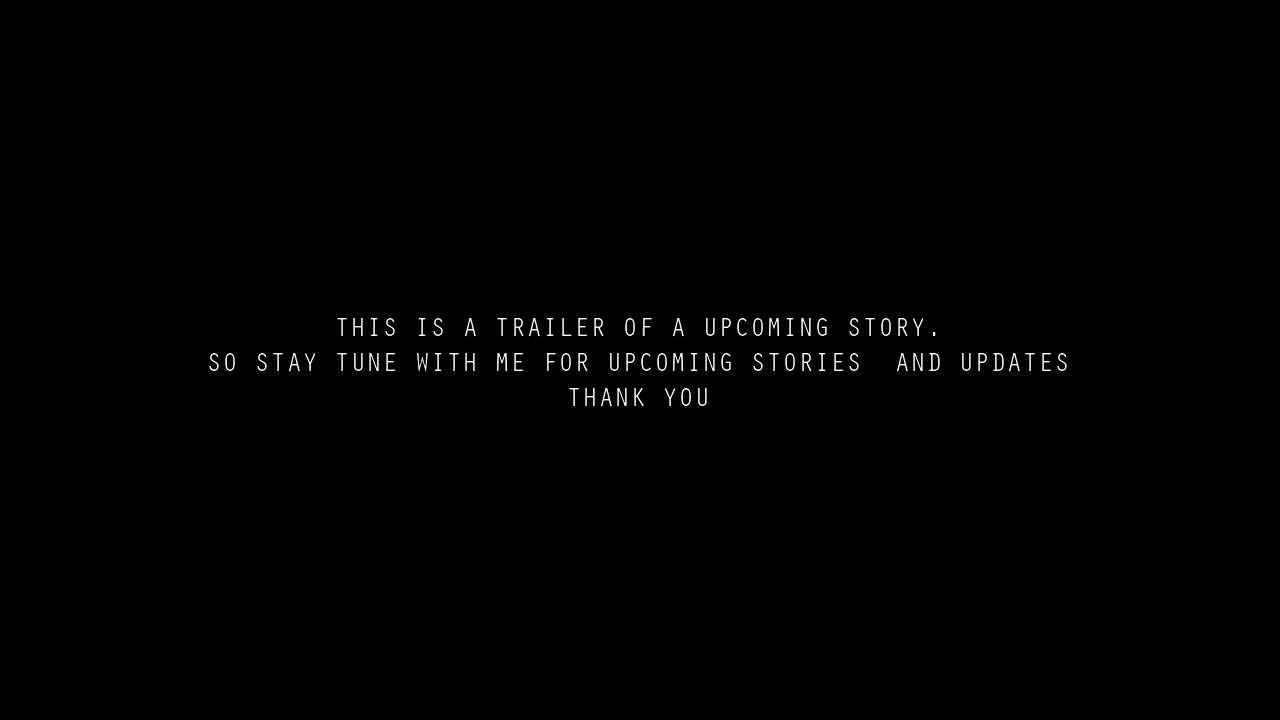 THIS IS A TRAILER OF A UPCOMING STORY.
SO STAY TUNE WITH ME FOR UPCOMING STORIES  AND UPDATES
THANK YOU